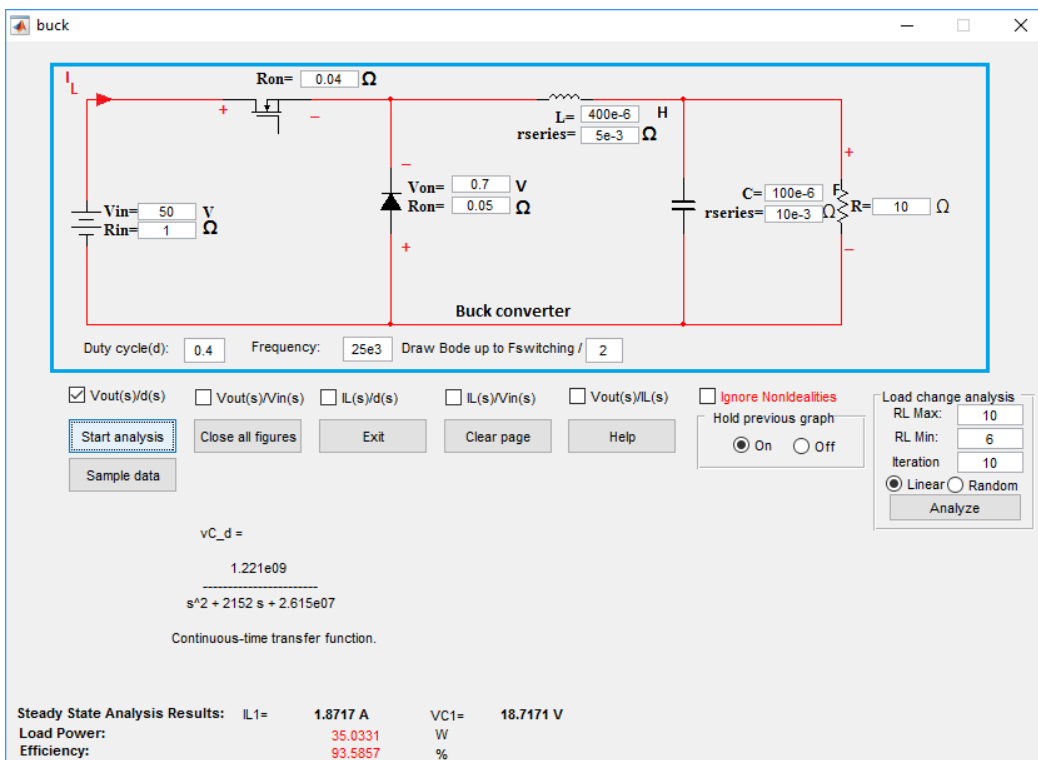 buck
I
L
Ron= 0.04 Ω
+ −
L= 400e-6 H
rseries= 5e-3 Ω
− +
Von= 0.7 V
Ron= 0.05 Ω
C= 100e-6 F
rseries= 10e-3 Ω
R= 10 Ω
Vin= 50 V
Rin= 1 Ω
+ −
Buck converter
Duty cycle(d): 0.4 Frequency: 25e3 Draw Bode up to Fswitching / 2
Vout(s)/d(s) Vout(s)/Vin(s) IL(s)/d(s) IL(s)/Vin(s) Vout(s)/IL(s) Ignore NonIdealities
Start analysis Close all figures Exit Clear page Help
Sample data
Hold previous graph
On Off
Load change analysis
RL Max: 10
RL Min: 6
Iteration 10
Linear Random
Analyze
vC_d =
1.221e09
-----------------------
s^2 + 2152 s + 2.615e07
Continuous-time transfer function.
Steady State Analysis Results: IL1= 1.8717 A VC1= 18.7171 V
Load Power: 35.0331 W
Efficiency: 93.5857 %